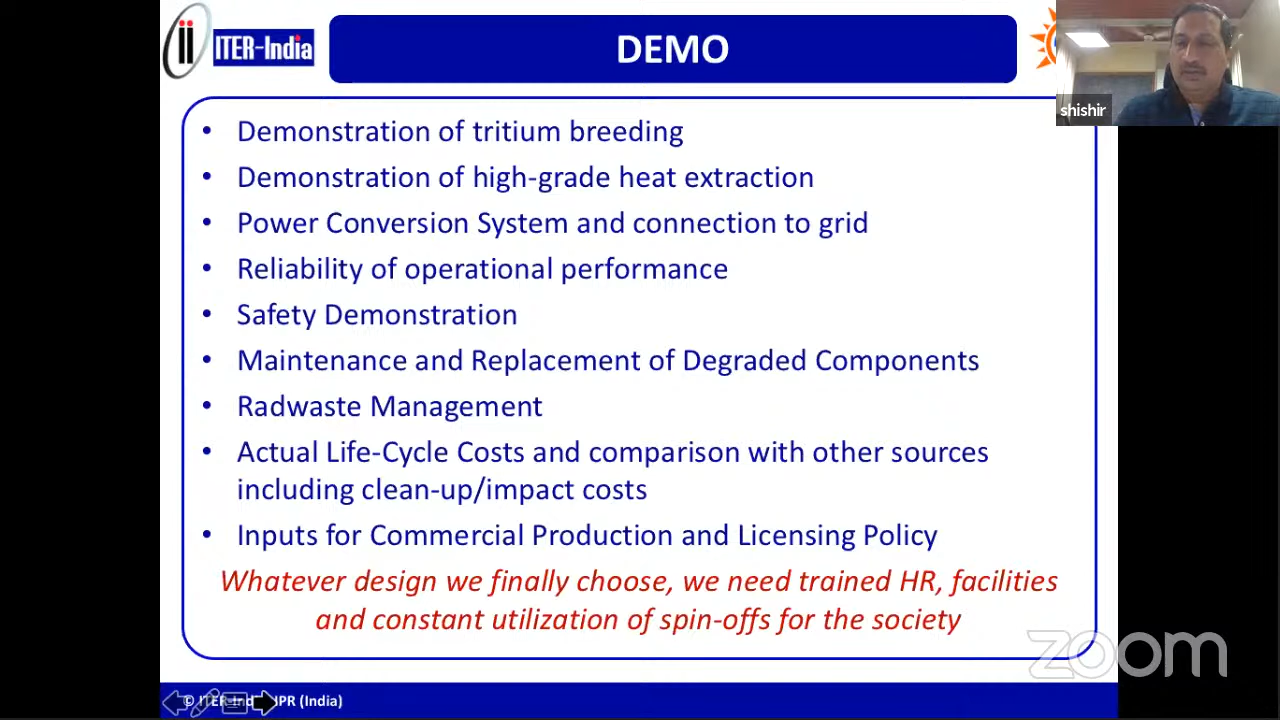 ITER-India
DEMO
shishir
• Demonstration of tritium breeding
• Demonstration of high-grade heat extraction
• Power Conversion System and connection to grid
• Reliability of operational performance
• Safety Demonstration
• Maintenance and Replacement of Degraded Components
• Radwaste Management
• Actual Life-Cycle Costs and comparison with other sources
including clean-up/impact costs
• Inputs for Commercial Production and Licensing Policy
Whatever design we finally choose, we need trained HR, facilities
and constant utilization of spin-offs for the society
zoom
© (India)